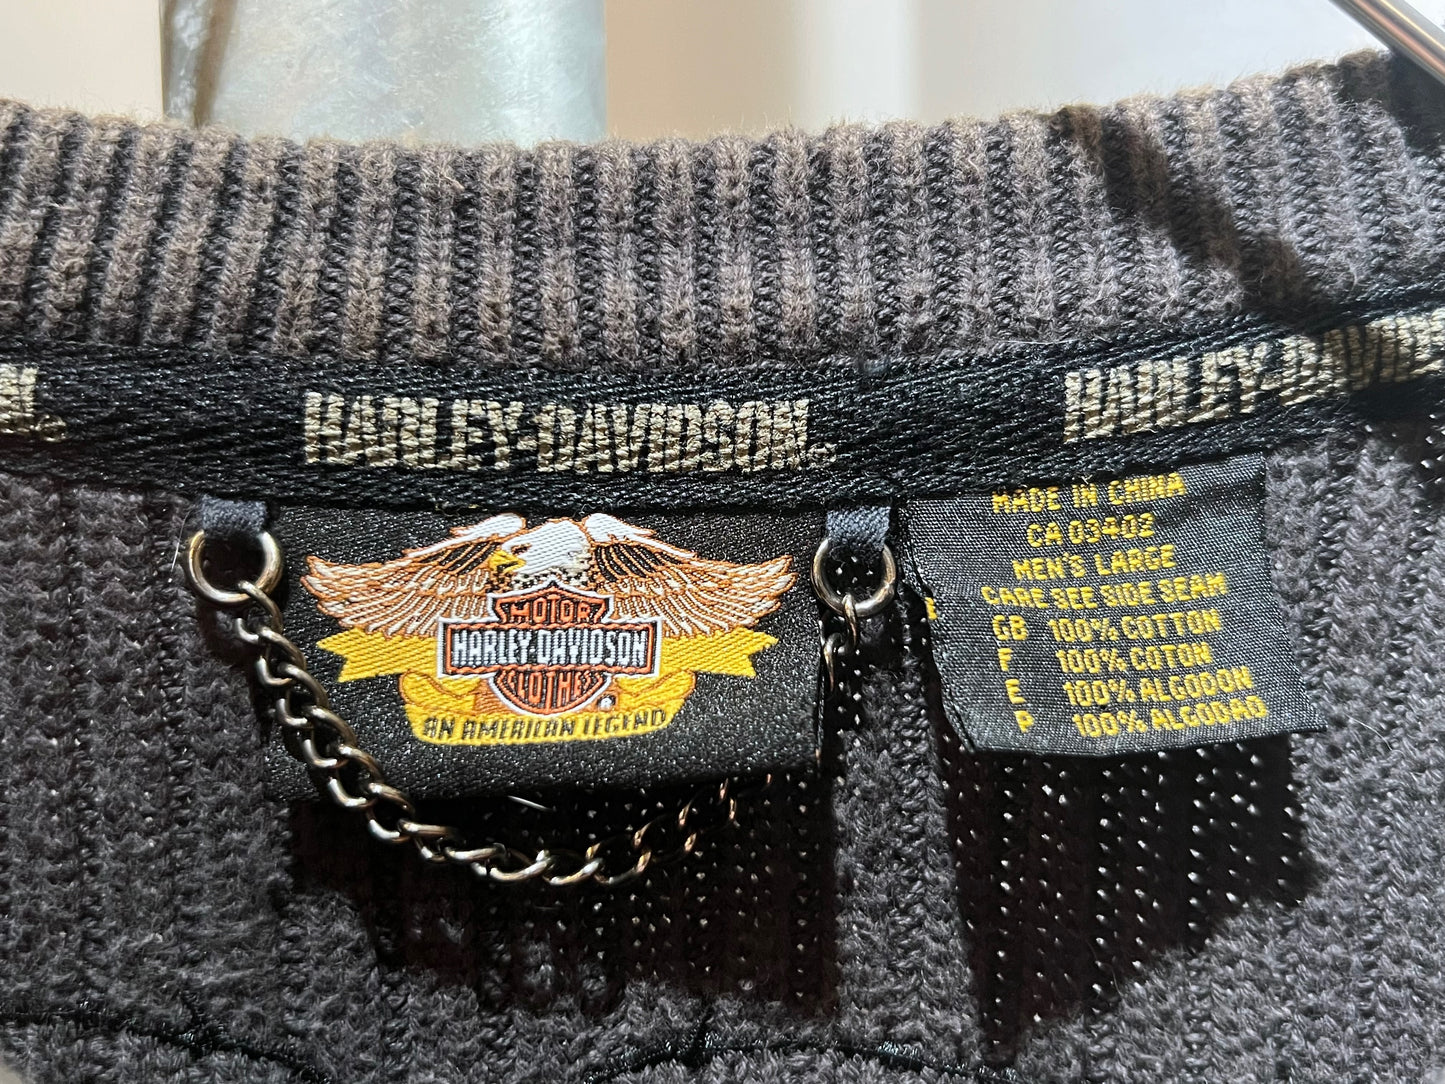 HARLEY-DAVIDSON®
HARLEY-DAVIDSON
MOTOR
HARLEY-DAVIDSON
CLOTHES
®
AN AMERICAN LEGEND
MADE IN CHINA
CA 03402
MEN'S LARGE
CARE SEE SIDE SEAM
GB 100% COTTON
F 100% COTON
E 100% ALGODON
P 100% ALGODAO